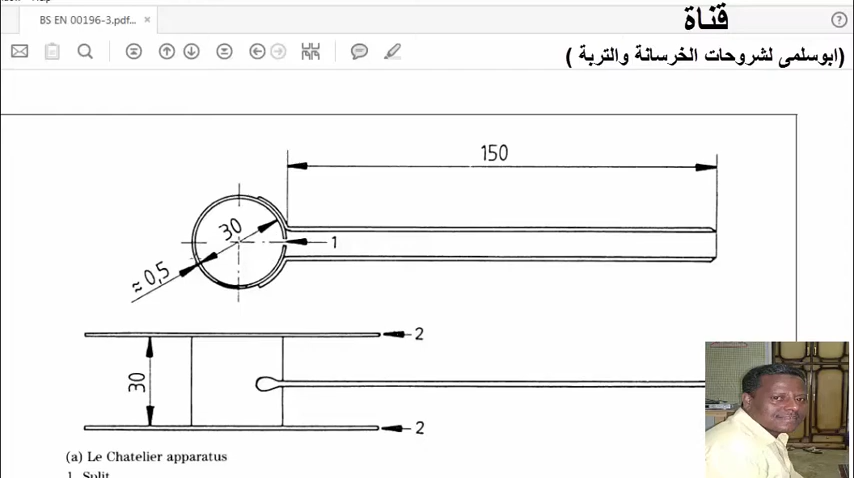 BS EN 00196-3.pdf...
قناة
(ابوسلمى لشروحات الخرسانة والتربة )
150
30
1
≈ 0,5
2
30
2
(a) Le Chatelier apparatus
1 Split